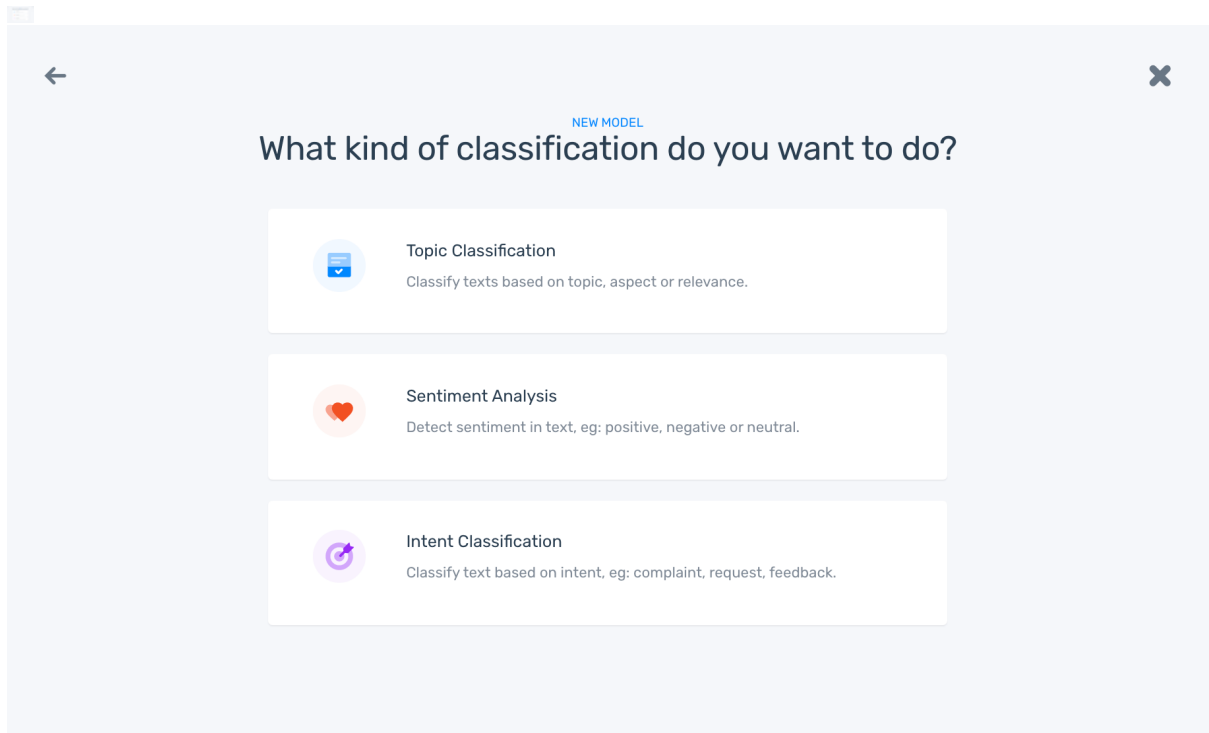 NEW MODEL
What kind of classification do you want to do?
Topic Classification
Classify texts based on topic, aspect or relevance.
Sentiment Analysis
Detect sentiment in text, eg: positive, negative or neutral.
Intent Classification
Classify text based on intent, eg: complaint, request, feedback.